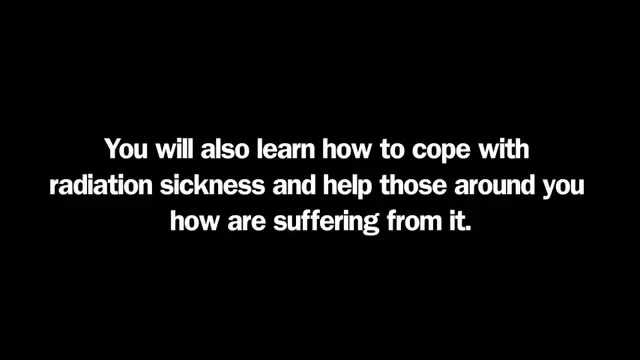 You will also learn how to cope with
radiation sickness and help those around you
how are suffering from it.